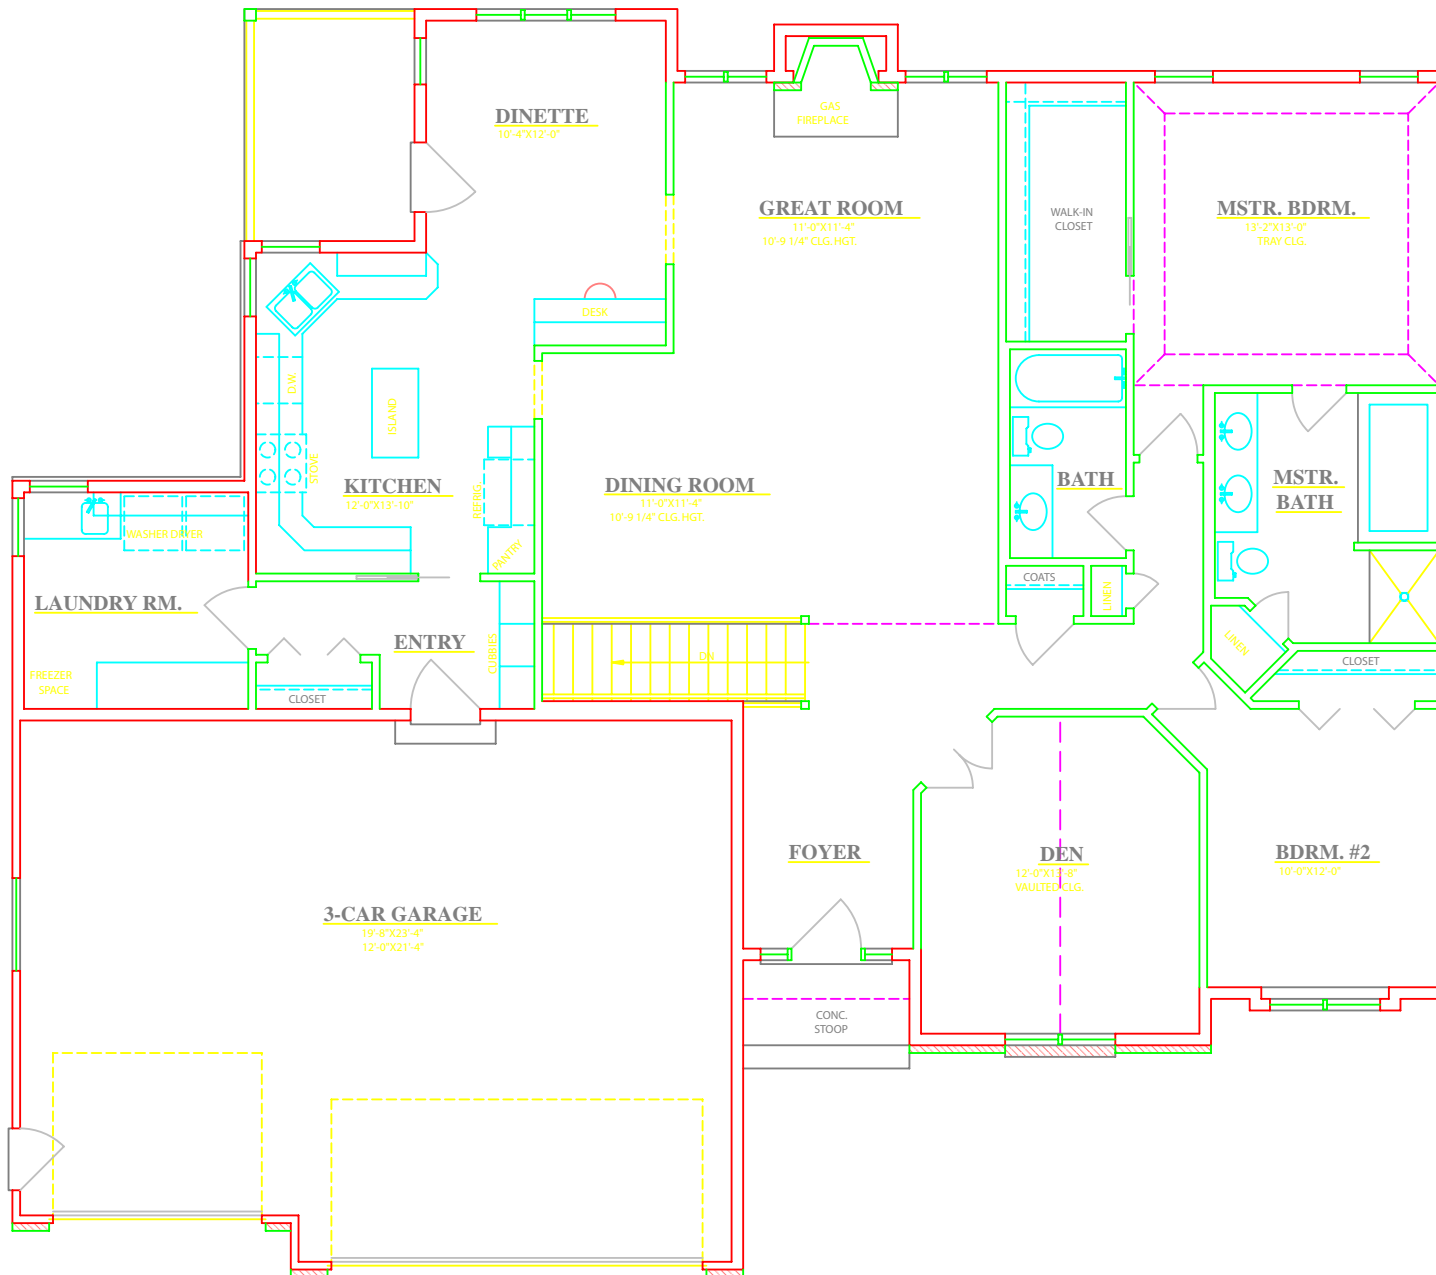 DINETTE
10'-4"X12'-0"
GAS
FIREPLACE
GREAT ROOM
11'-0"X11'-4"
10'-9 1/4" CLG. HGT.
WALK-IN
CLOSET
MSTR. BDRM.
13'-2"X13'-0"
TRAY CLG.
DESK
D.W.
ISLAND
STOVE
KITCHEN
12'-0"X13'-10"
REFRIG.
PANTRY
DINING ROOM
11'-0"X11'-4"
10'-9 1/4" CLG. HGT.
BATH
MSTR.
BATH
WASHER DRYER
LAUNDRY RM.
COATS
LINEN
ENTRY
CUBBIES
DN
LINEN
CLOSET
FREEZER
SPACE
CLOSET
FOYER
DEN
12'-0"X13'-8"
VAULTED CLG.
BDRM. #2
10'-0"X12'-0"
3-CAR GARAGE
19'-8"X23'-4"
12'-0"X21'-4"
CONC.
STOOP